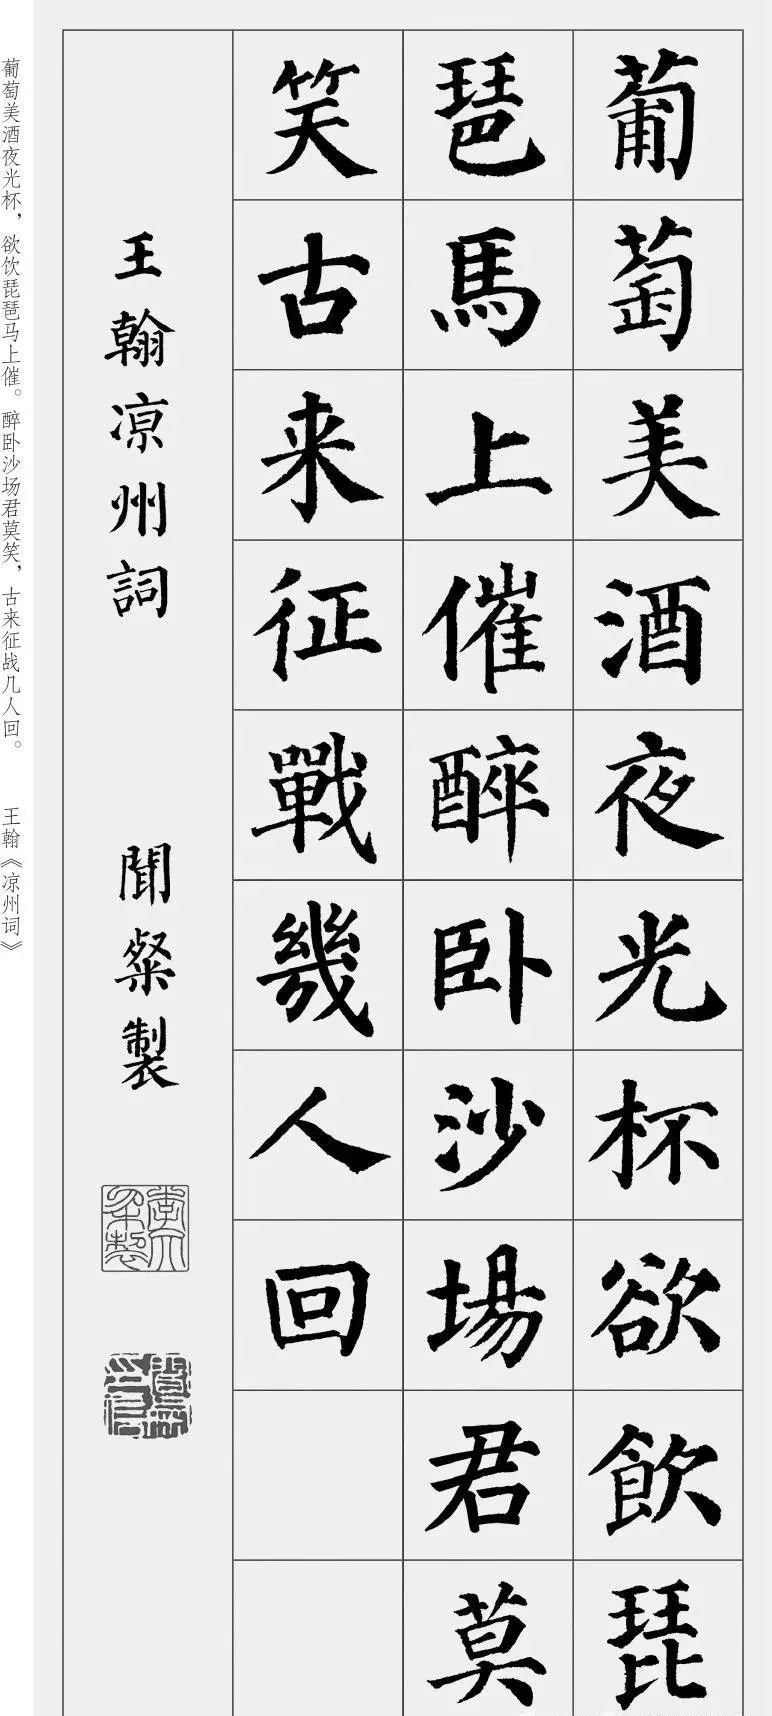 葡萄美酒夜光杯欲飲琵
琶馬上催醉卧沙場君莫
笑古来征戰幾人回
王翰凉州詞 聞粲製
葡萄美酒夜光杯，欲饮琵琶马上催。醉卧沙场君莫笑，古来征战几人回。 王翰《凉州词》